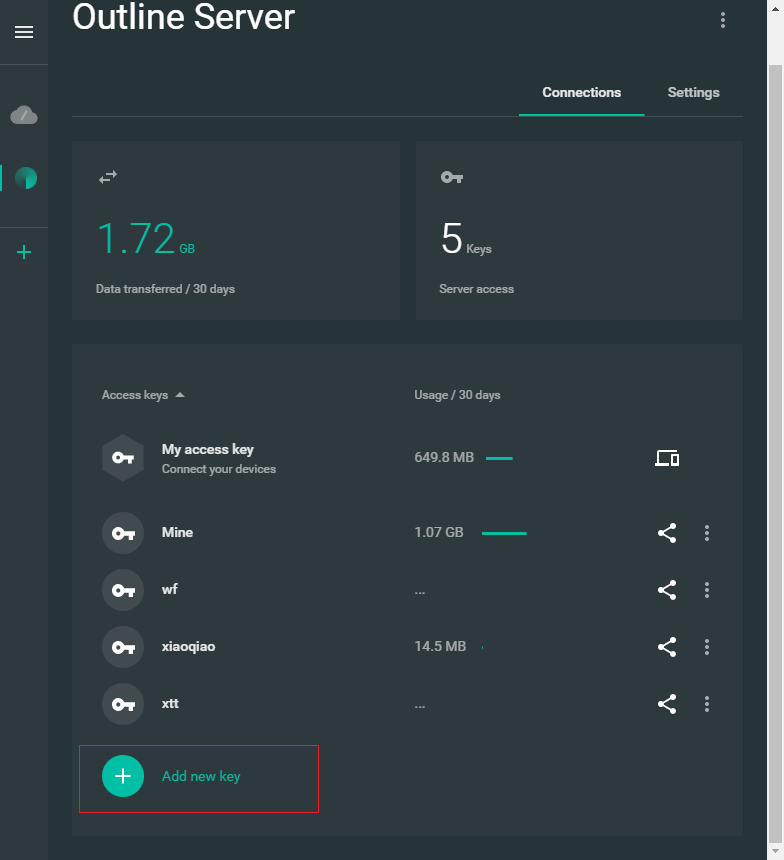 Outline Server
Connections Settings
1.72 GB
5 Keys
Data transferred / 30 days
Server access
Access keys
Usage / 30 days
My access key
Connect your devices
649.8 MB
Mine
1.07 GB
wf
...
xiaoqiao
14.5 MB
xtt
...
Add new key